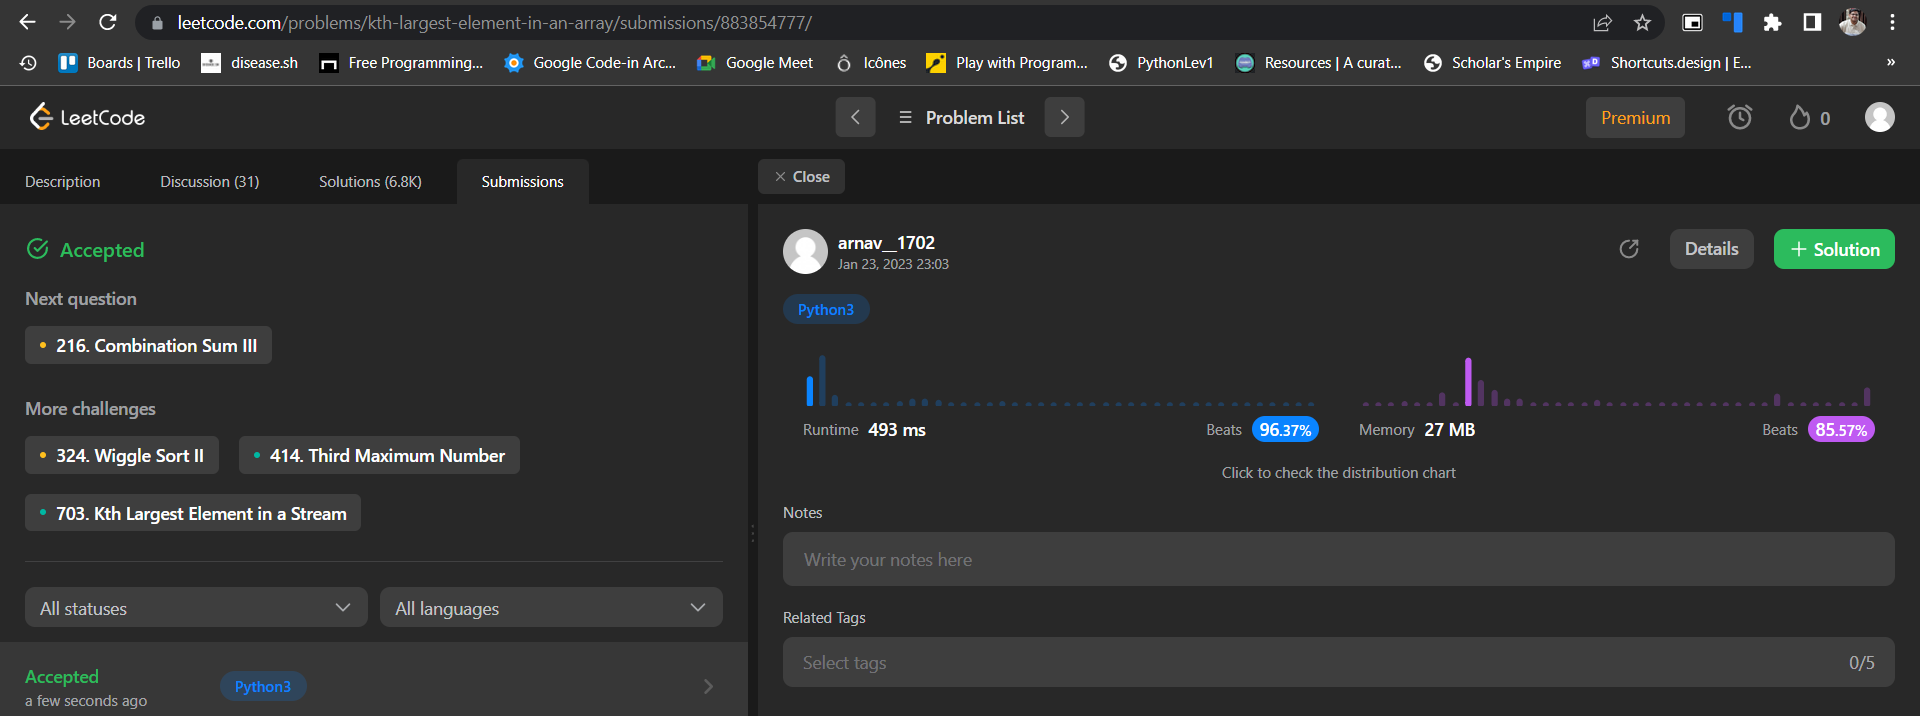 leetcode.com/problems/kth-largest-element-in-an-array/submissions/883854777/
Boards | Trello disease.sh Free Programming... Google Code-in Arc... Google Meet Icônes Play with Program... PythonLev1 Resources | A curat... Scholar's Empire Shortcuts.design | E... »
LeetCode Problem List Premium 0
Description Discussion (31) Solutions (6.8K) Submissions Close
Accepted
Next question
216. Combination Sum III
More challenges
324. Wiggle Sort II 414. Third Maximum Number
703. Kth Largest Element in a Stream
All statuses All languages
Accepted
a few seconds ago
Python3
arnav__1702
Jan 23, 2023 23:03
Details + Solution
Python3
Runtime 493 ms Beats 96.37% Memory 27 MB Beats 85.57%
Click to check the distribution chart
Notes
Write your notes here
Related Tags
Select tags 0/5